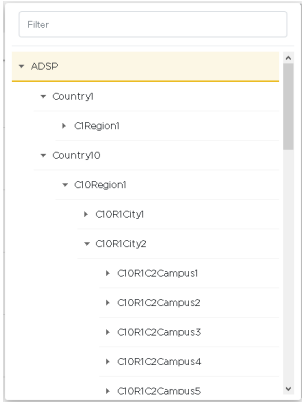 Filter
ADSP
Country1
C1Region1
Country10
C10Region1
C10R1City1
C10R1City2
C10R1C2Campus1
C10R1C2Campus2
C10R1C2Campus3
C10R1C2Campus4
C10R1C2Campus5